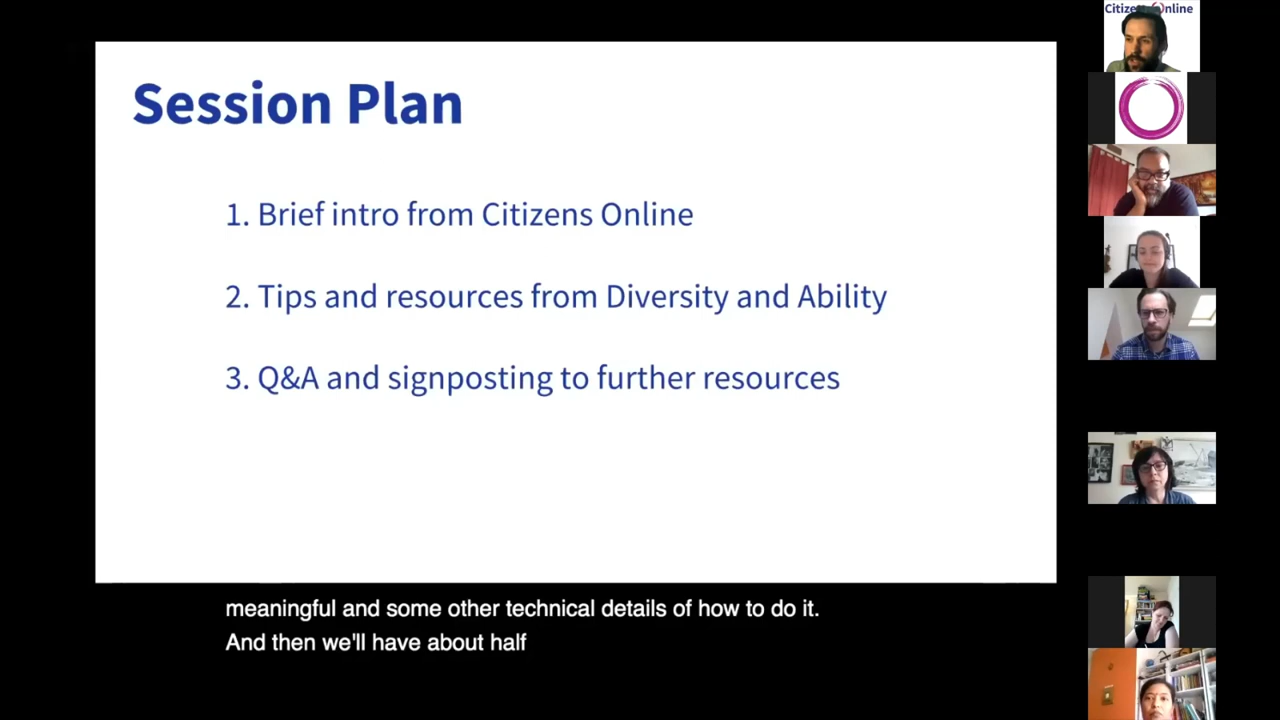 Session Plan
1. Brief intro from Citizens Online
2. Tips and resources from Diversity and Ability
3. Q&A and signposting to further resources
meaningful and some other technical details of how to do it.
And then we'll have about half
Citizens Online